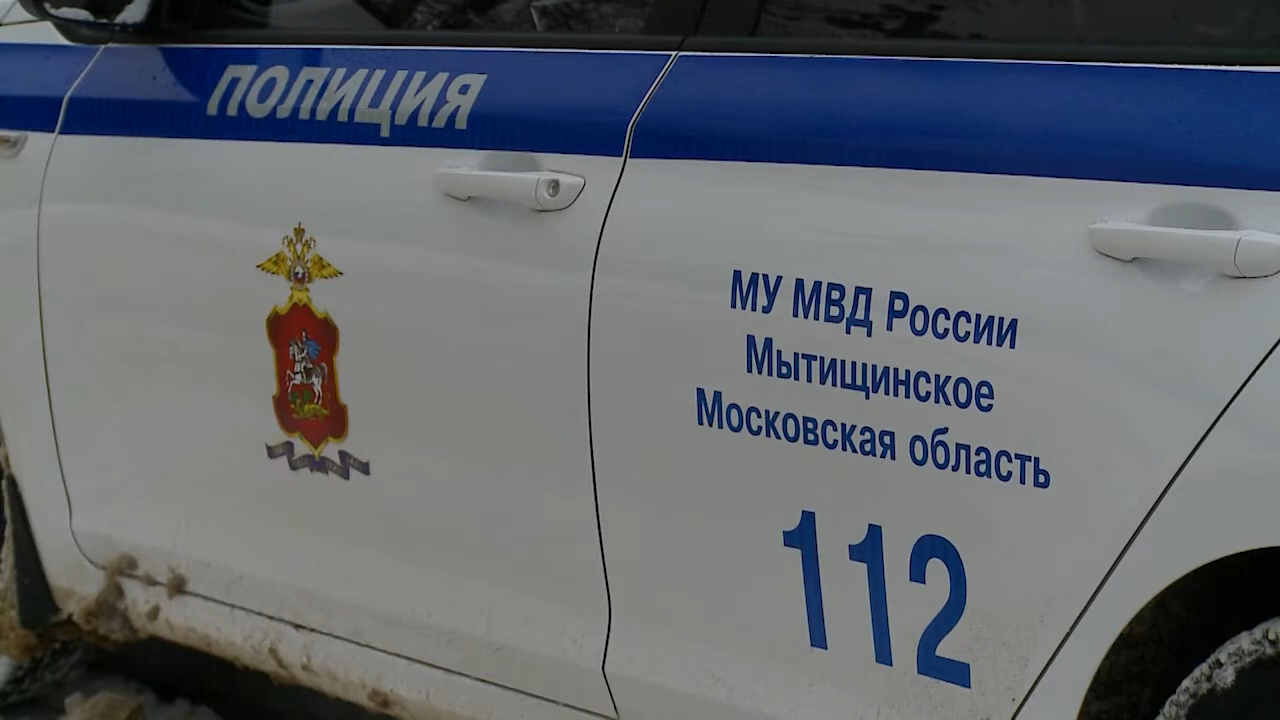 ПОЛИЦИЯ
МУ МВД России
Мытищинское
Московская область
112